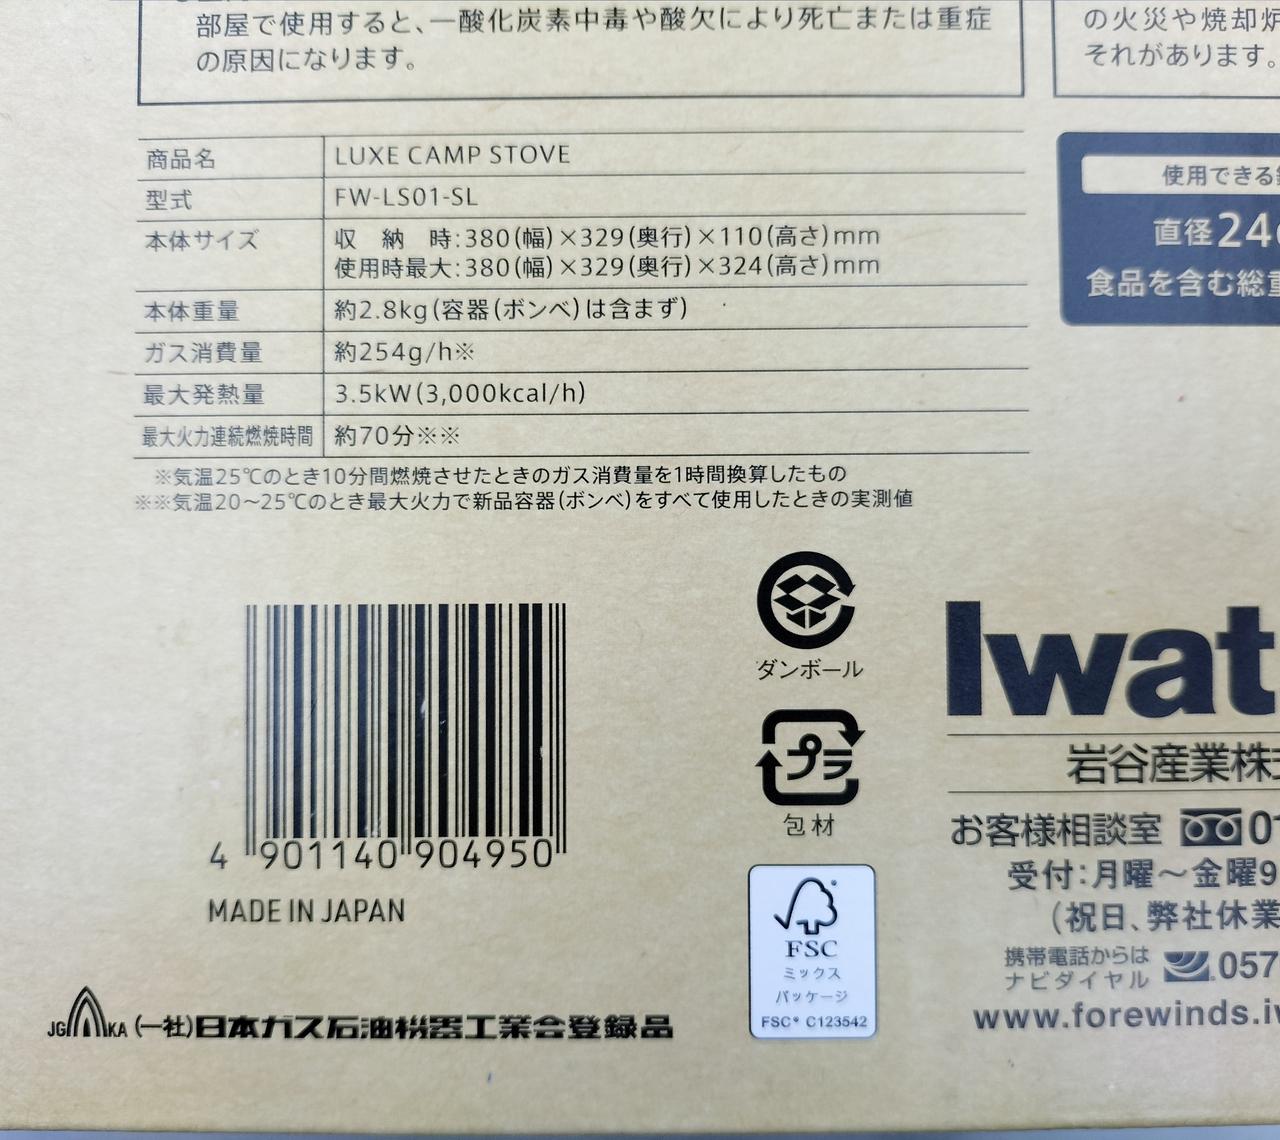 部屋で使用すると、一酸化炭素中毒や酸欠により死亡または重症
の原因になります。
の火災や焼却炉
それがあります。
商品名 LUXE CAMP STOVE
型式 FW-LS01-SL
本体サイズ 収 納 時:380(幅)×329(奥行)×110(高さ)mm
使用時最大:380(幅)×329(奥行)×324(高さ)mm
本体重量 約2.8kg(容器(ボンベ)は含まず)
ガス消費量 約254g/h※
最大発熱量 3.5kW(3,000kcal/h)
最大火力連続燃焼時間 約70分※※
※気温25℃のとき10分間燃焼させたときのガス消費量を1時間換算したもの
※※気温20~25℃のとき最大火力で新品容器(ボンベ)をすべて使用したときの実測値
使用できる
直径24
食品を含む総重
4 901140 904950
MADE IN JAPAN
JG KA (一社)日本ガス石油機器工業会登録品
ダンボール
プラ
包材
FSC
ミックス
パッケージ
FSC® C123542
Iwat
岩谷産業株
お客様相談室 0
受付:月曜~金曜9
(祝日、弊社休業
携帯電話からは
ナビダイヤル 057
www.forewinds.iw